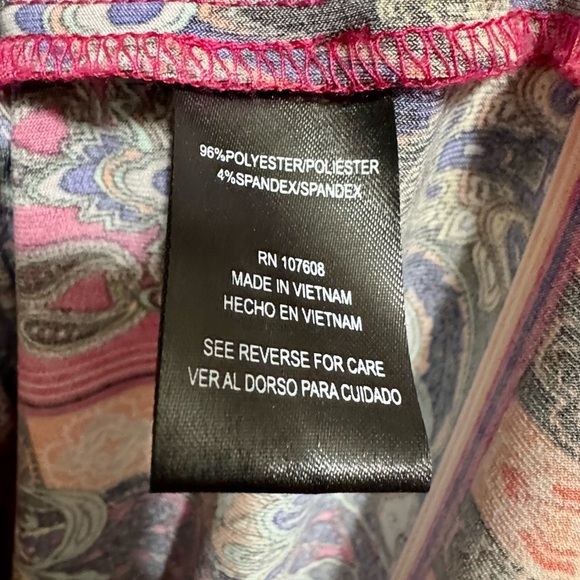 96%POLYESTER/POLIÉSTER
4%SPANDEX/SPANDEX
RN 107608
MADE IN VIETNAM
HECHO EN VIETNAM
SEE REVERSE FOR CARE
VER AL DORSO PARA CUIDADO